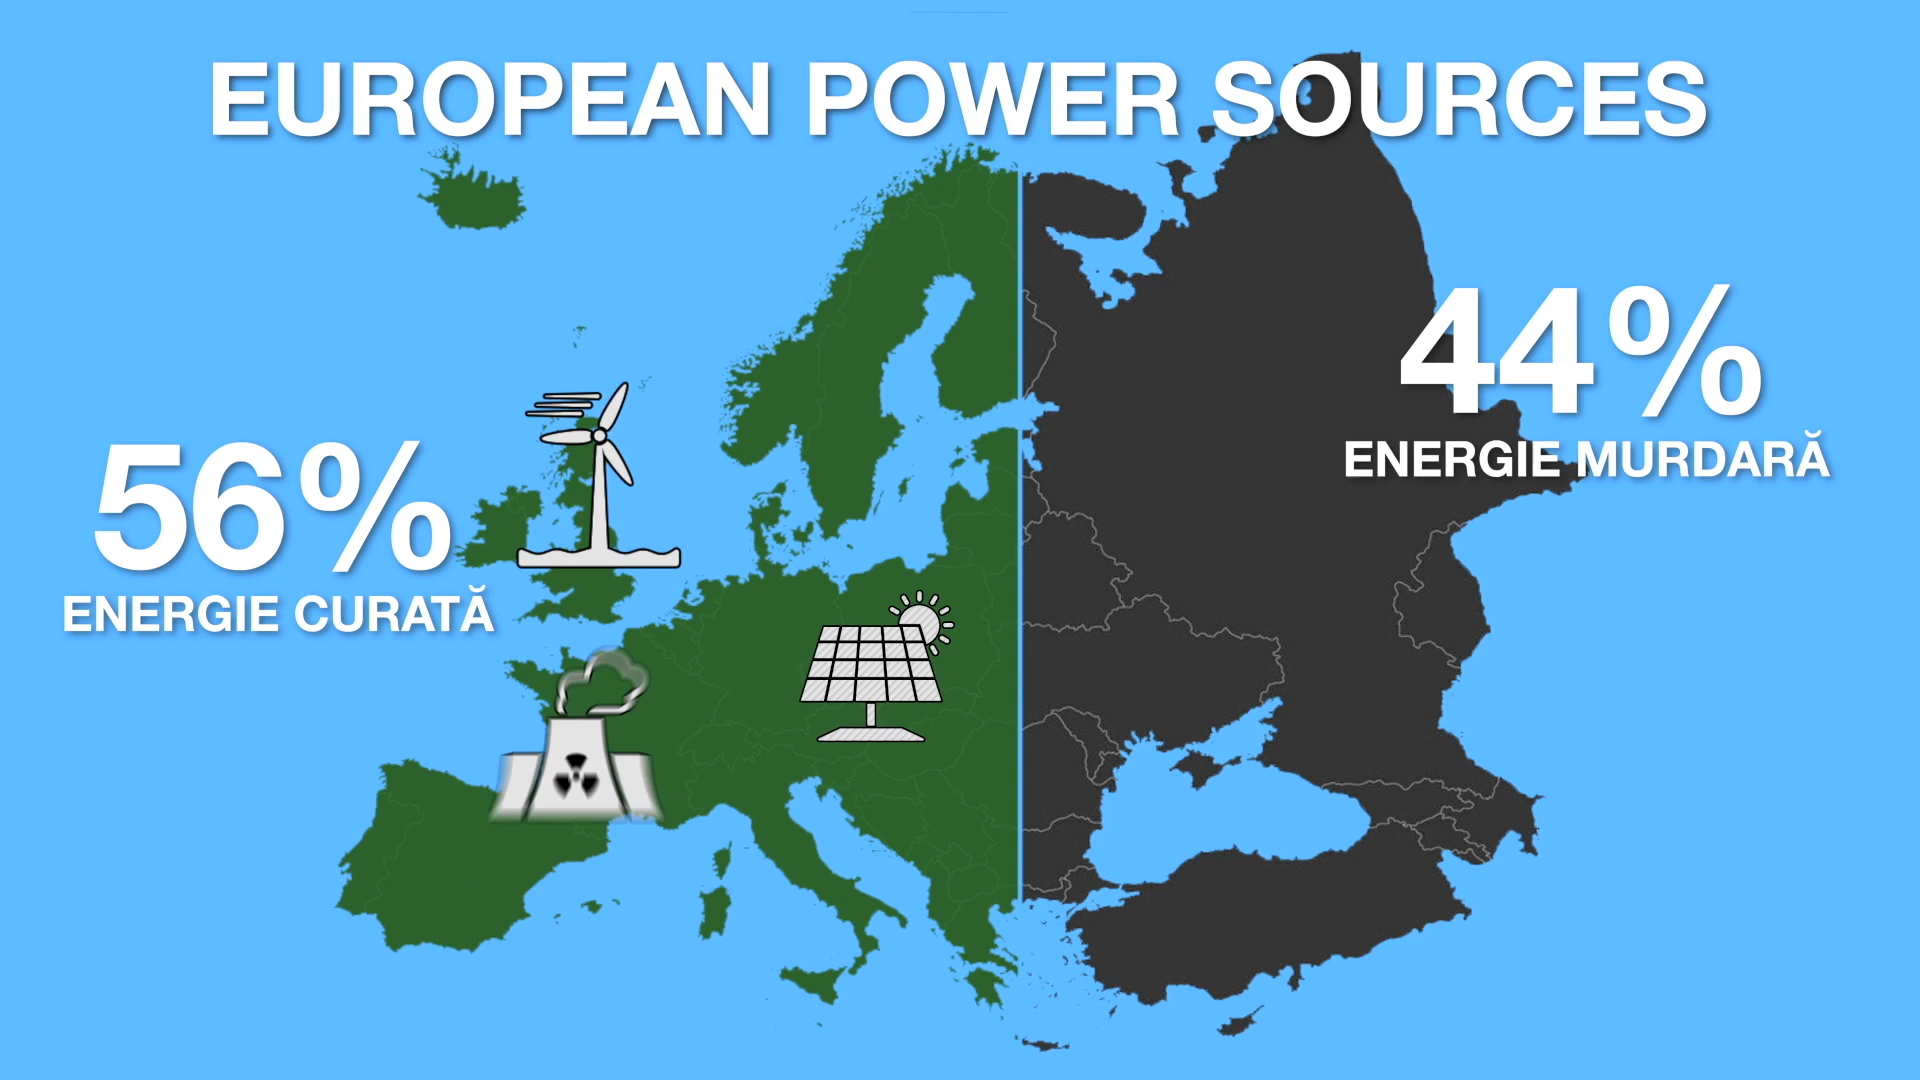 EUROPEAN POWER SOURCES
56%
ENERGIE CURATĂ
44%
ENERGIE MURDARĂ